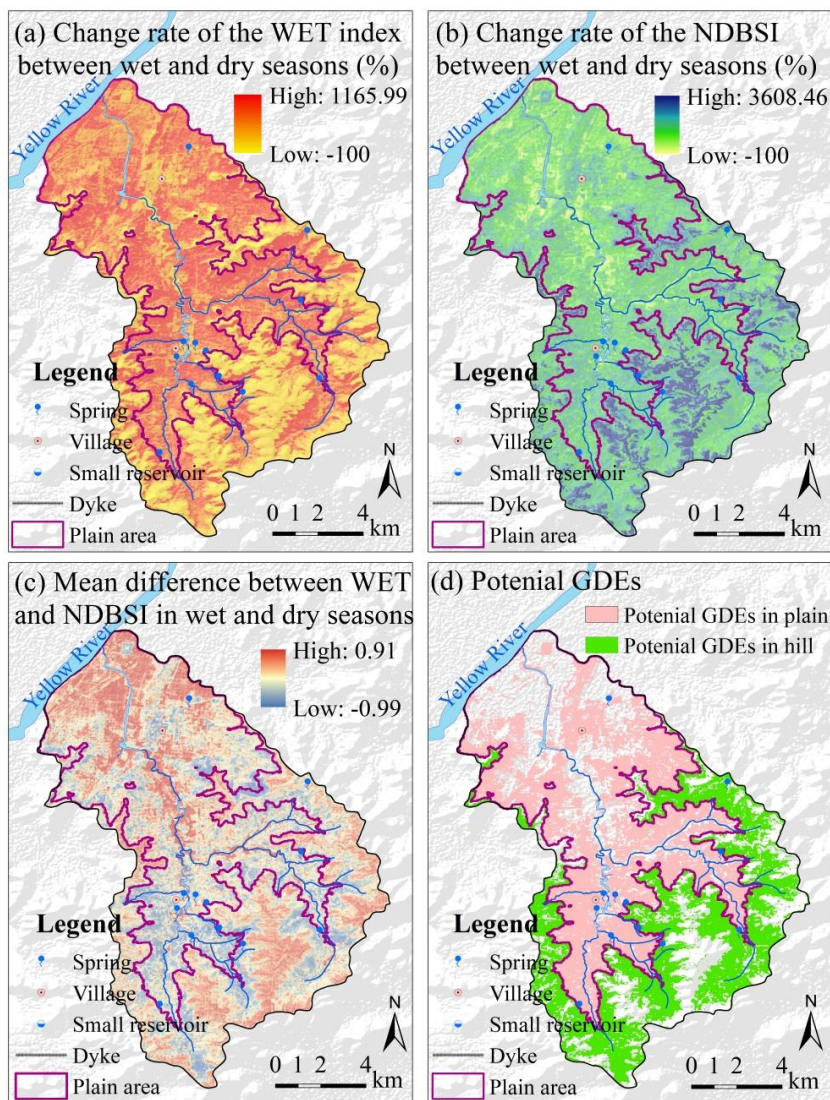 (a) Change rate of the WET index
between wet and dry seasons (%)
High: 1165.99
Low: -100
Yellow River
Legend
Spring
Village
Small reservoir
Dyke
Plain area
N
0 1 2 4
km
(b) Change rate of the NDBSI
between wet and dry seasons (%)
High: 3608.46
Low: -100
Yellow River
Legend
Spring
Village
Small reservoir
Dyke
Plain area
N
0 1 2 4
km
(c) Mean difference between WET
and NDBSI in wet and dry seasons
High: 0.91
Low: -0.99
Yellow River
Legend
Spring
Village
Small reservoir
Dyke
Plain area
N
0 1 2 4
km
(d) Potenial GDEs
Potenial GDEs in plain
Potenial GDEs in hill
Yellow River
Legend
Spring
Village
Small reservoir
Dyke
Plain area
N
0 1 2 4
km